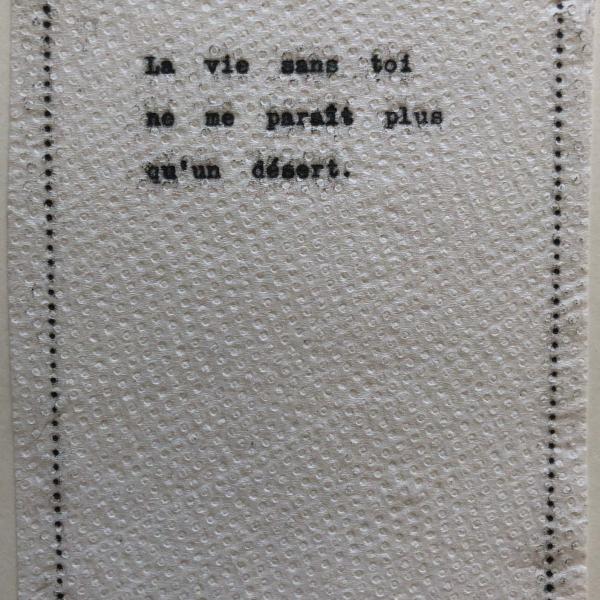 La vie sans toi
ne me paraît plus
qu'un désert.